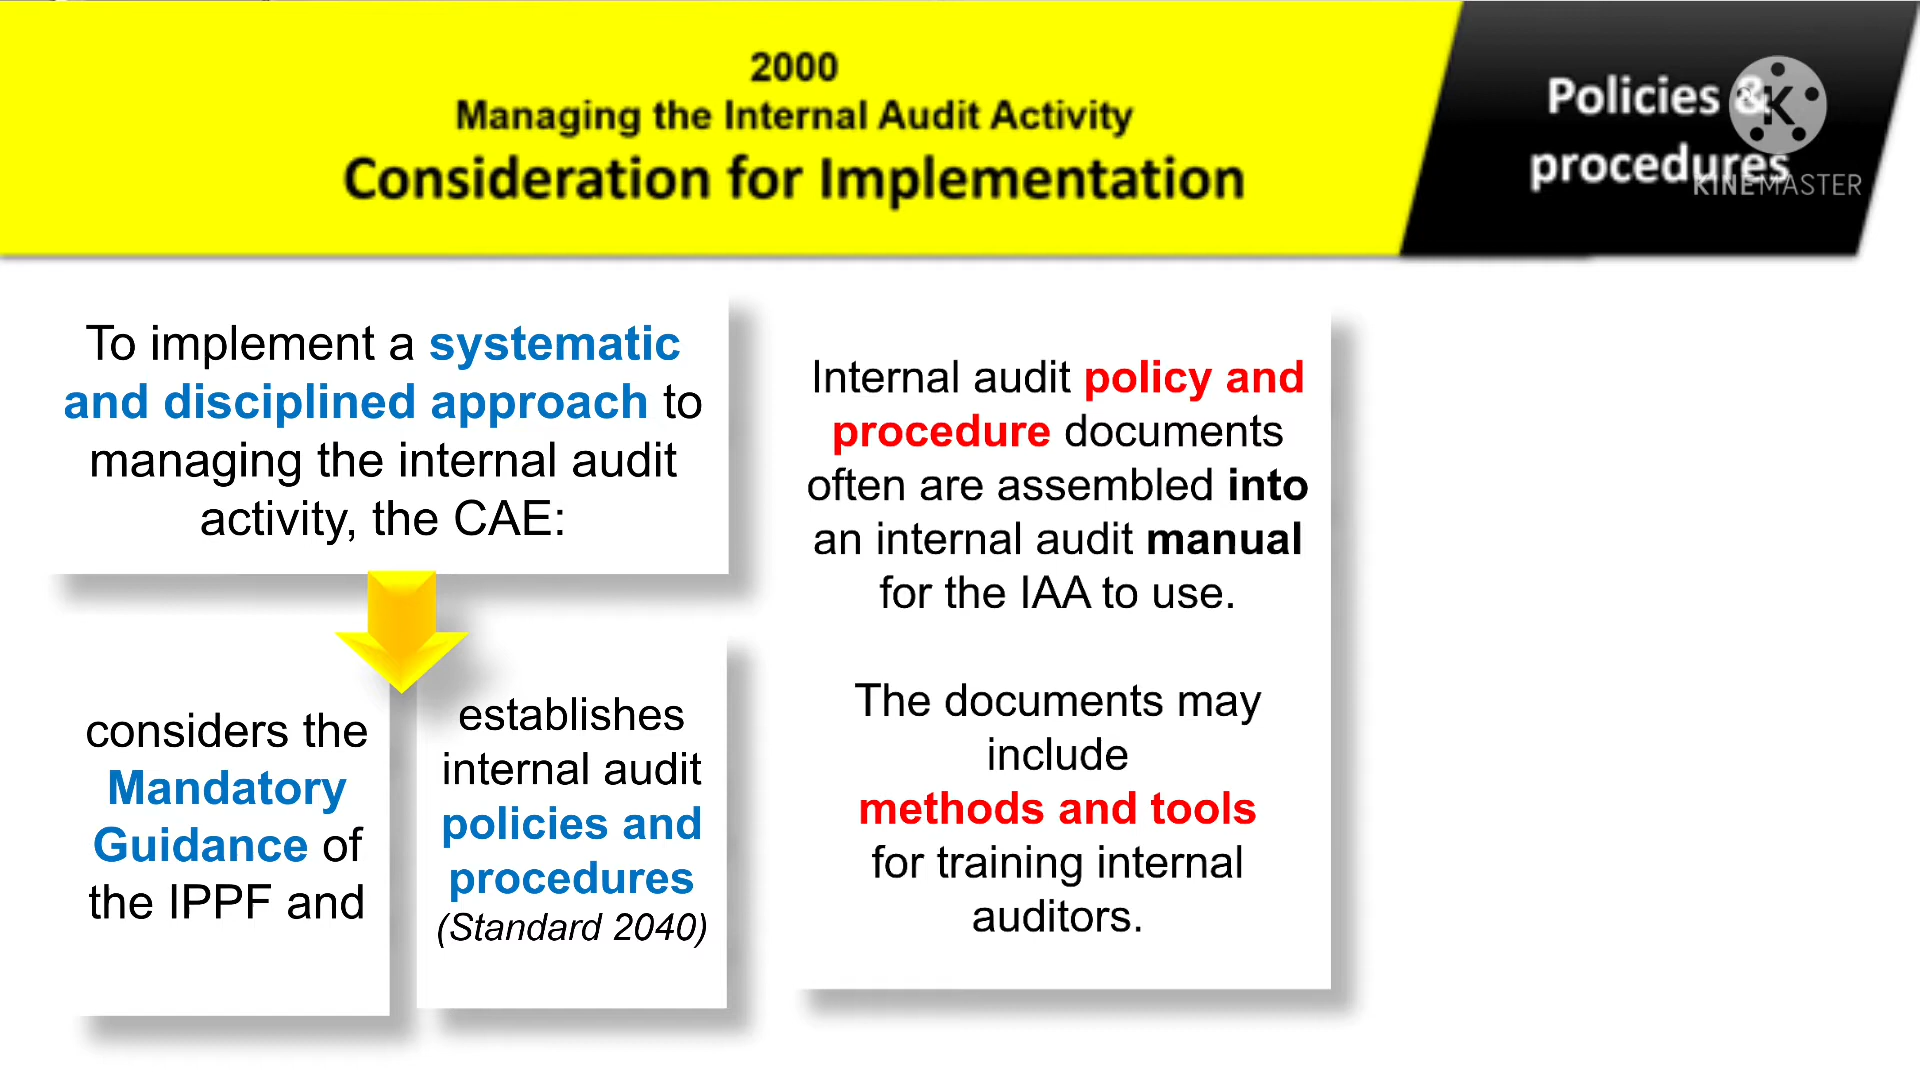 2000
Managing the Internal Audit Activity
Consideration for Implementation
Policies &
procedures
K
KINEMASTER
To implement a systematic
and disciplined approach to
managing the internal audit
activity, the CAE:
considers the
Mandatory
Guidance of
the IPPF and
establishes
internal audit
policies and
procedures
(Standard 2040)
Internal audit policy and
procedure documents
often are assembled into
an internal audit manual
for the IAA to use.
The documents may
include
methods and tools
for training internal
auditors.